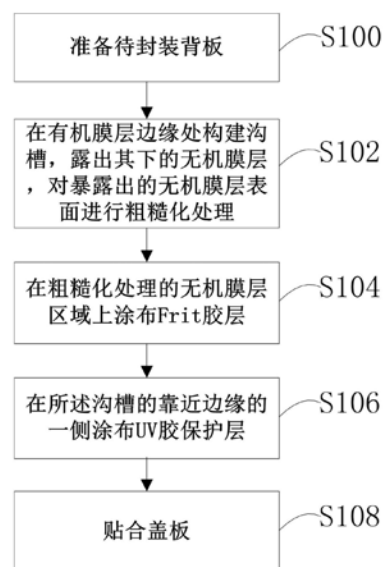 准备待封装背板
S100
在有机膜层边缘处构建沟
槽，露出其下的无机膜层
，对暴露出的无机膜层表
面进行粗糙化处理
S102
在粗糙化处理的无机膜层
区域上涂布Frit胶层
S104
在所述沟槽的靠近边缘的
一侧涂布UV胶保护层
S106
贴合盖板
S108